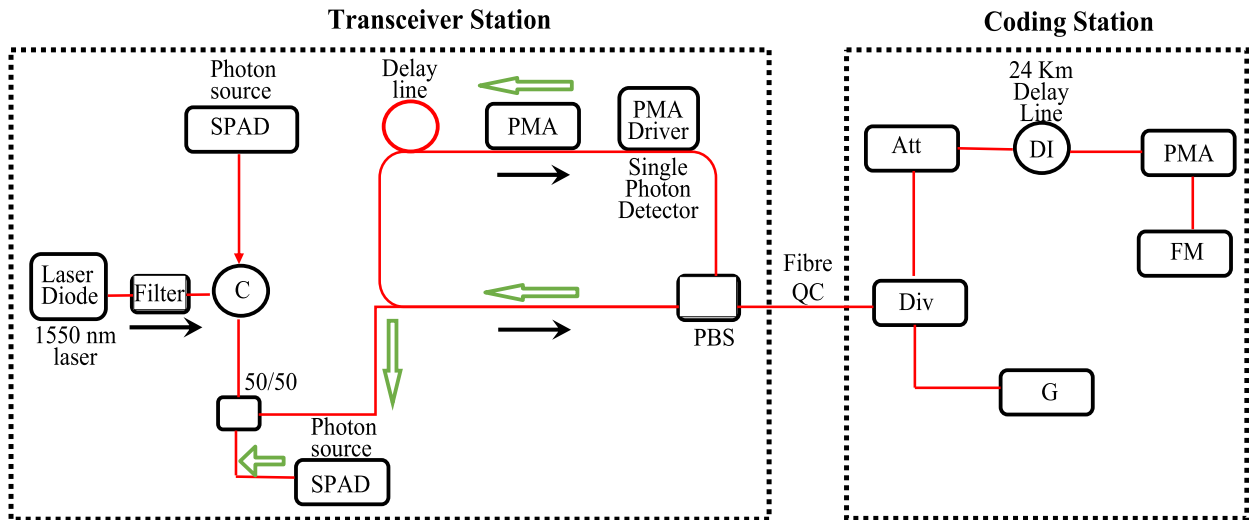 Transceiver Station
Coding Station
Photon
source
SPAD
Delay
line
PMA
PMA
Driver
Single
Photon
Detector
24 Km
Delay
Line
Att
DI
PMA
FM
Laser
Diode
Filter
C
1550 nm
laser
PBS
Fibre
QC
Div
G
50/50
Photon
source
SPAD